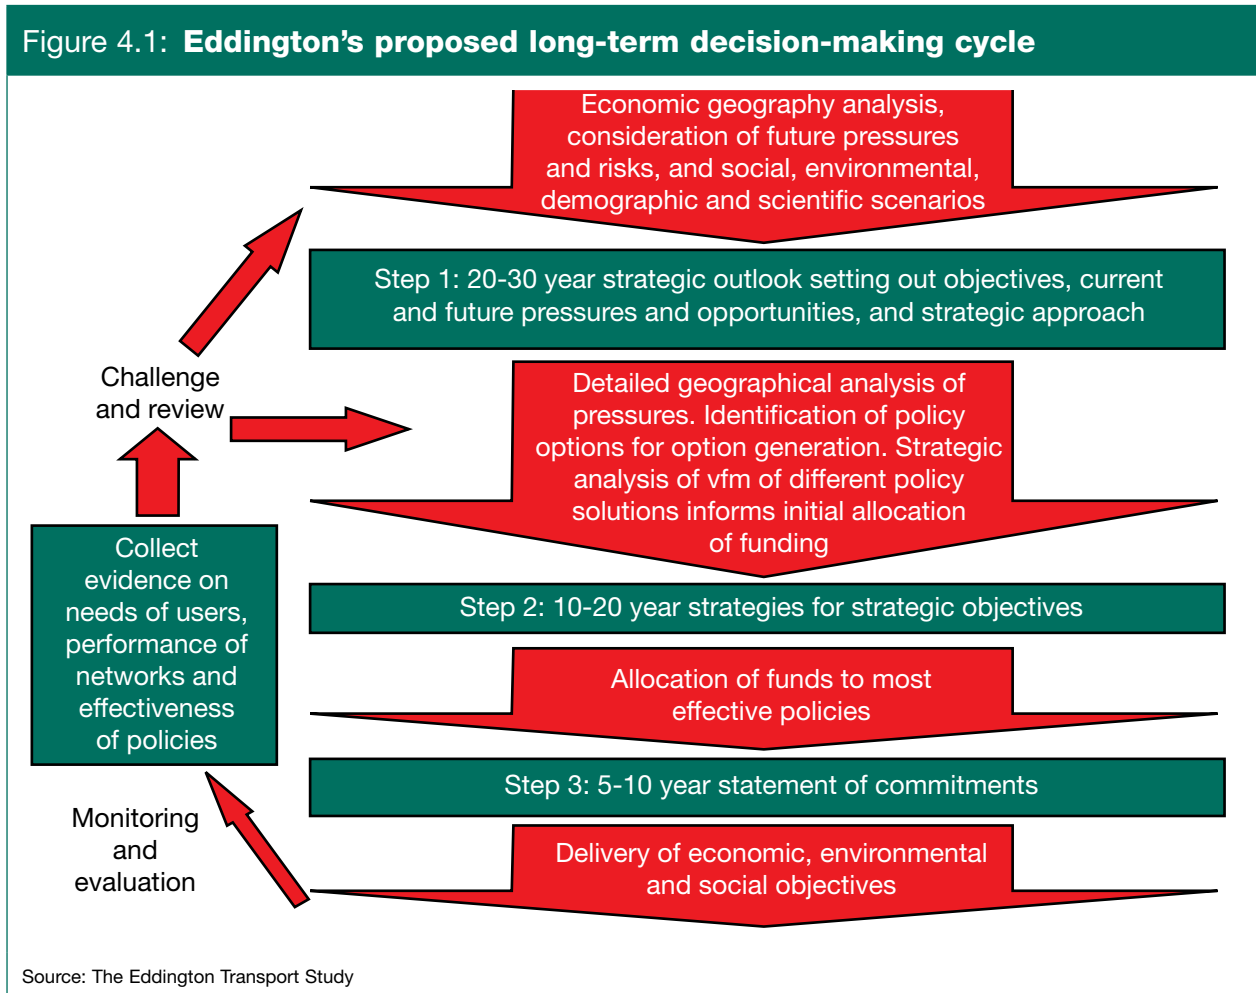 Figure 4.1: Eddington's proposed long-term decision-making cycle
Economic geography analysis,
consideration of future pressures
and risks, and social, environmental,
demographic and scientific scenarios
Step 1: 20-30 year strategic outlook setting out objectives, current
and future pressures and opportunities, and strategic approach
Challenge
and review
Detailed geographical analysis of
pressures. Identification of policy
options for option generation. Strategic
analysis of vfm of different policy
solutions informs initial allocation
of funding
Collect
evidence on
needs of users,
performance of
networks and
effectiveness
of policies
Step 2: 10-20 year strategies for strategic objectives
Allocation of funds to most
effective policies
Step 3: 5-10 year statement of commitments
Monitoring
and
evaluation
Delivery of economic, environmental
and social objectives
Source: The Eddington Transport Study